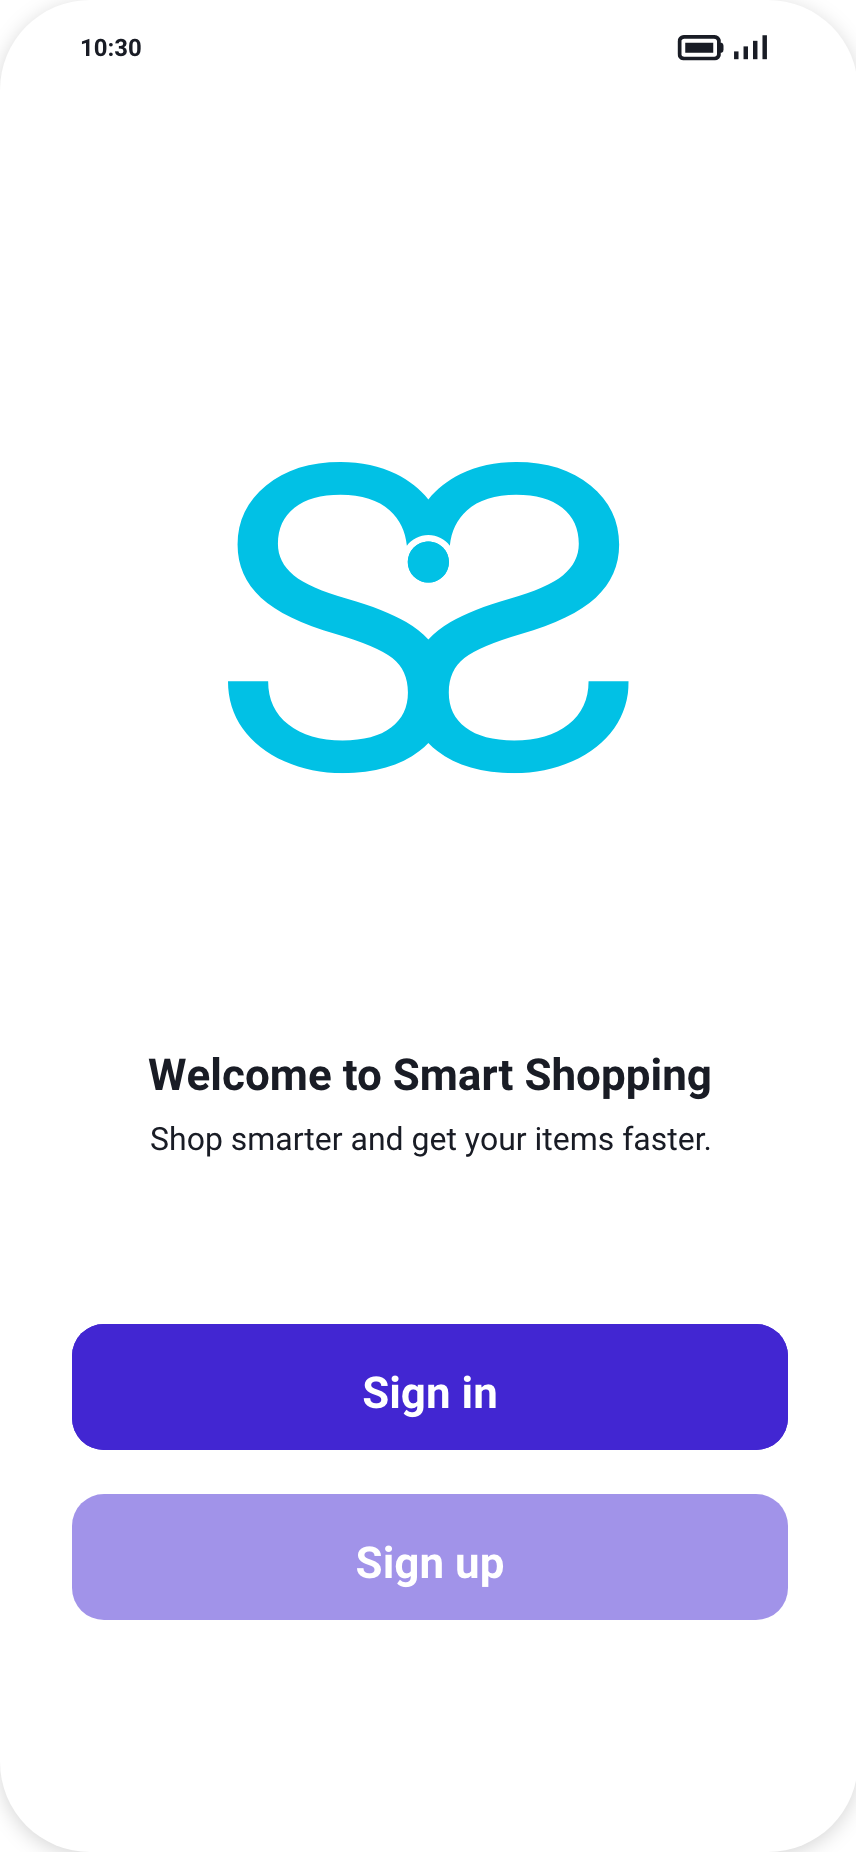 10:30
Welcome to Smart Shopping
Shop smarter and get your items faster.
Sign in
Sign up